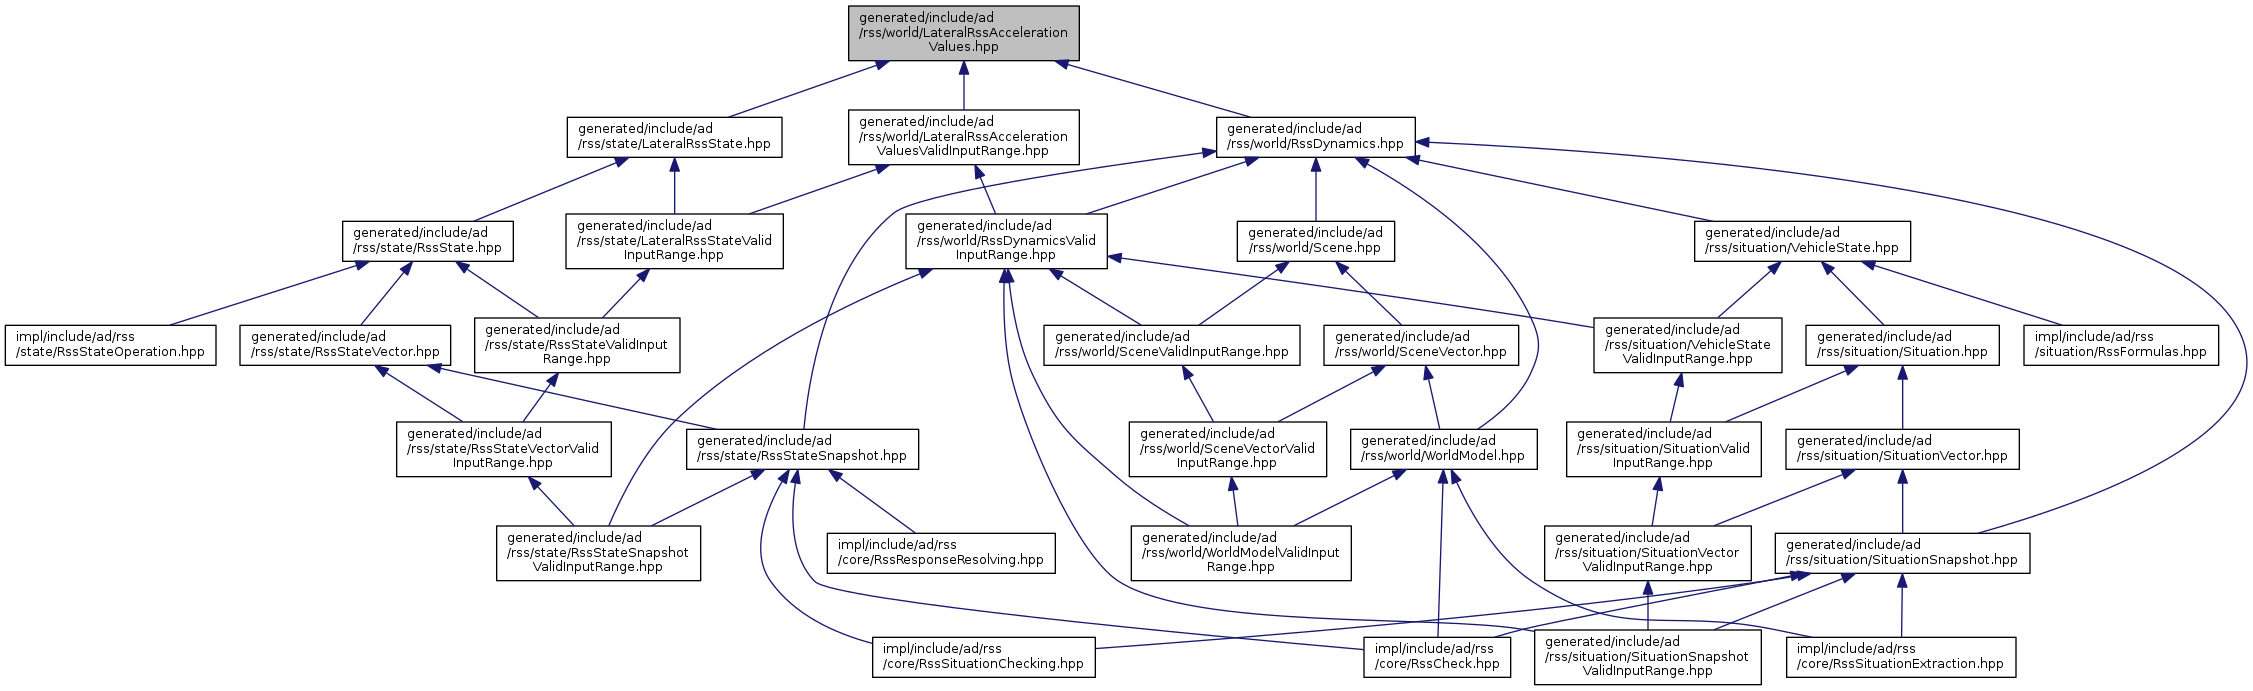 generated/include/ad
/rss/world/LateralRssAcceleration
Values.hpp
generated/include/ad
/rss/state/LateralRssState.hpp
generated/include/ad
/rss/world/LateralRssAcceleration
ValuesValidInputRange.hpp
generated/include/ad
/rss/world/RssDynamics.hpp
generated/include/ad
/rss/state/RssState.hpp
generated/include/ad
/rss/state/LateralRssStateValid
InputRange.hpp
generated/include/ad
/rss/world/RssDynamicsValid
InputRange.hpp
generated/include/ad
/rss/world/Scene.hpp
generated/include/ad
/rss/situation/VehicleState.hpp
impl/include/ad/rss
/state/RssStateOperation.hpp
generated/include/ad
/rss/state/RssStateVector.hpp
generated/include/ad
/rss/state/RssStateValidInput
Range.hpp
generated/include/ad
/rss/world/SceneValidInputRange.hpp
generated/include/ad
/rss/world/SceneVector.hpp
generated/include/ad
/rss/situation/VehicleState
ValidInputRange.hpp
generated/include/ad
/rss/situation/Situation.hpp
impl/include/ad/rss
/situation/RssFormulas.hpp
generated/include/ad
/rss/state/RssStateVectorValid
InputRange.hpp
generated/include/ad
/rss/state/RssStateSnapshot.hpp
generated/include/ad
/rss/world/SceneVectorValid
InputRange.hpp
generated/include/ad
/rss/world/WorldModel.hpp
generated/include/ad
/rss/situation/SituationValid
InputRange.hpp
generated/include/ad
/rss/situation/SituationVector.hpp
generated/include/ad
/rss/state/RssStateSnapshot
ValidInputRange.hpp
impl/include/ad/rss
/core/RssResponseResolving.hpp
generated/include/ad
/rss/world/WorldModelValidInput
Range.hpp
generated/include/ad
/rss/situation/SituationVector
ValidInputRange.hpp
generated/include/ad
/rss/situation/SituationSnapshot.hpp
impl/include/ad/rss
/core/RssSituationChecking.hpp
impl/include/ad/rss
/core/RssCheck.hpp
generated/include/ad
/rss/situation/SituationSnapshot
ValidInputRange.hpp
impl/include/ad/rss
/core/RssSituationExtraction.hpp